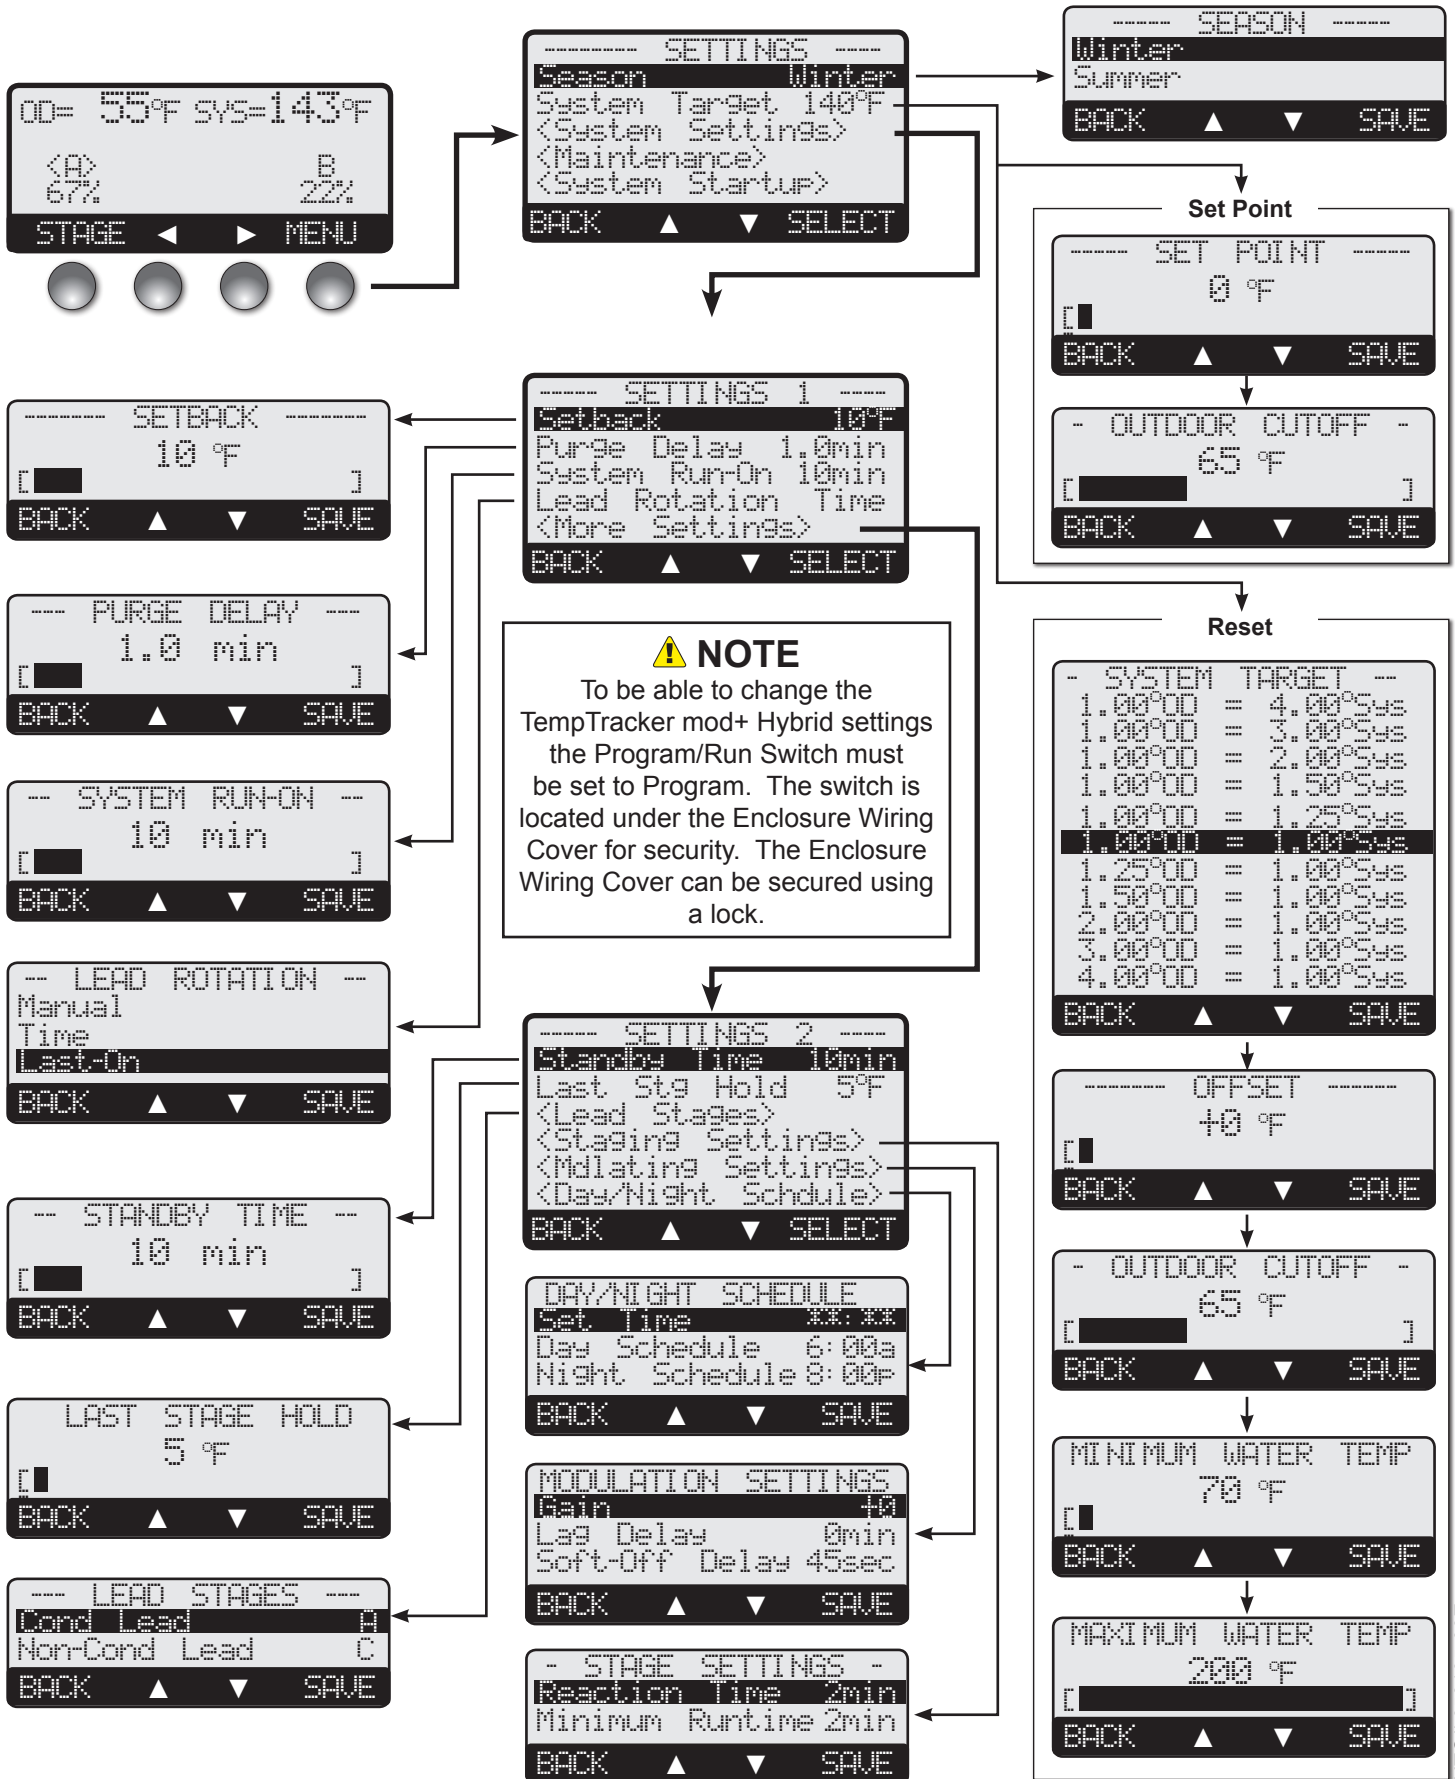 OD= 55°F SYS=143°F
<A> B
67% 22%
STAGE ◄ ► MENU
-------- SETTINGS ----
Season Winter
System Target 140°F
<System Settings>
<Maintenance>
<System Startup>
BACK ▲ ▼ SELECT
----- SEASON -----
Winter
Summer
BACK ▲ ▼ SAVE
Set Point
----- SET POINT -----
0 °F
[
BACK ▲ ▼ SAVE
- OUTDOOR CUTOFF -
65 °F
[ ]
BACK ▲ ▼ SAVE
----- SETTINGS 1 ----
Setback 10°F
Purge Delay 1.0min
System Run-On 10min
Lead Rotation Time
<More Settings>
BACK ▲ ▼ SELECT
------- SETBACK -------
10 °F
[ ]
BACK ▲ ▼ SAVE
--- PURGE DELAY ---
1.0 min
[ ]
BACK ▲ ▼ SAVE
-- SYSTEM RUN-ON --
10 min
[ ]
BACK ▲ ▼ SAVE
-- LEAD ROTATION --
Manual
Time
Last-On
BACK ▲ ▼ SAVE
NOTE
To be able to change the
TempTracker mod+ Hybrid settings
the Program/Run Switch must
be set to Program. The switch is
located under the Enclosure Wiring
Cover for security. The Enclosure
Wiring Cover can be secured using
a lock.
Reset
- SYSTEM TARGET --
1.00°OD = 4.00°Sys
1.00°OD = 3.00°Sys
1.00°OD = 2.00°Sys
1.00°OD = 1.50°Sys
1.00°OD = 1.25°Sys
1.00°OD = 1.00°Sys
1.25°OD = 1.00°Sys
1.50°OD = 1.00°Sys
2.00°OD = 1.00°Sys
3.00°OD = 1.00°Sys
4.00°OD = 1.00°Sys
BACK ▲ ▼ SAVE
------- OFFSET ------
+0 °F
[
BACK ▲ ▼ SAVE
- OUTDOOR CUTOFF -
65 °F
[ ]
BACK ▲ ▼ SAVE
MINIMUM WATER TEMP
70 °F
[
BACK ▲ ▼ SAVE
MAXIMUM WATER TEMP
200 °F
[ ]
BACK ▲ ▼ SAVE
----- SETTINGS 2 ----
Standby Time 10min
Last Stg Hold 5°F
<Lead Stages>
<Staging Settings>
<Mdlating Settings>
<Day/Night Schdule>
BACK ▲ ▼ SELECT
-- STANDBY TIME --
10 min
[ ]
BACK ▲ ▼ SAVE
LAST STAGE HOLD
5 °F
[
BACK ▲ ▼ SAVE
--- LEAD STAGES ---
Cond Lead A
Non-Cond Lead C
BACK ▲ ▼ SAVE
DAY/NIGHT SCHEDULE
Set Time **:**
Day Schedule 6:00a
Night Schedule 8:00p
BACK ▲ ▼ SAVE
MODULATION SETTINGS
Gain +0
Lag Delay 0min
Soft-Off Delay 45sec
BACK ▲ ▼ SAVE
- STAGE SETTINGS -
Reaction Time 2min
Minimum Runtime 2min
BACK ▲ ▼ SAVE